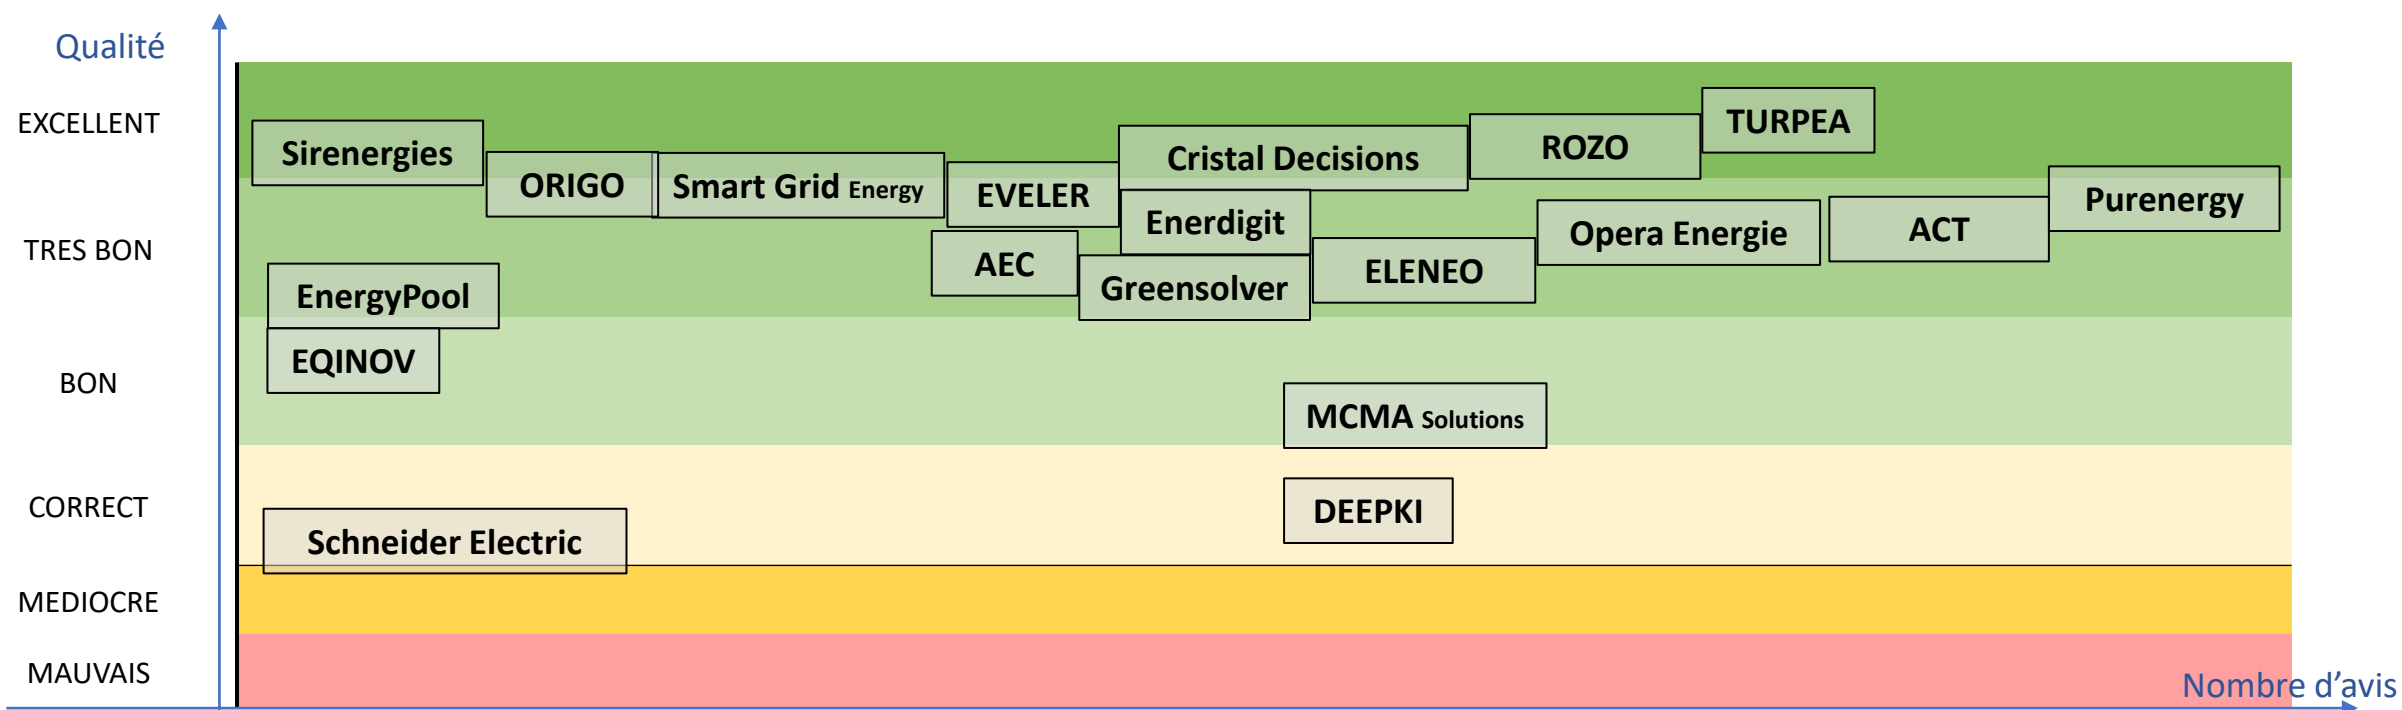 Qualité
EXCELLENT
TURPEA
ROZO
Sirenergies
Cristal Decisions
ORIGO
Smart Grid Energy
EVELER
Purenergy
Enerdigit
Opera Energie
ACT
TRES BON
AEC
ELENEO
Greensolver
EnergyPool
EQINOV
BON
MCMA Solutions
CORRECT
DEEPKI
Schneider Electric
MEDIOCRE
MAUVAIS
Nombre d’avis